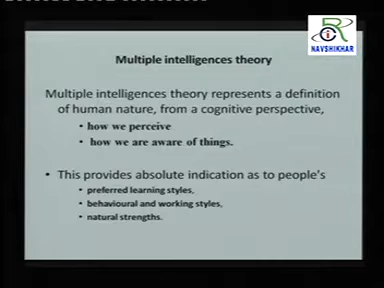 NAVSHIKHAR
Multiple intelligences theory
Multiple intelligences theory represents a definition
of human nature, from a cognitive perspective,
• how we perceive
• how we are aware of things.
• This provides absolute indication as to people's
• preferred learning styles,
• behavioural and working styles,
• natural strengths.